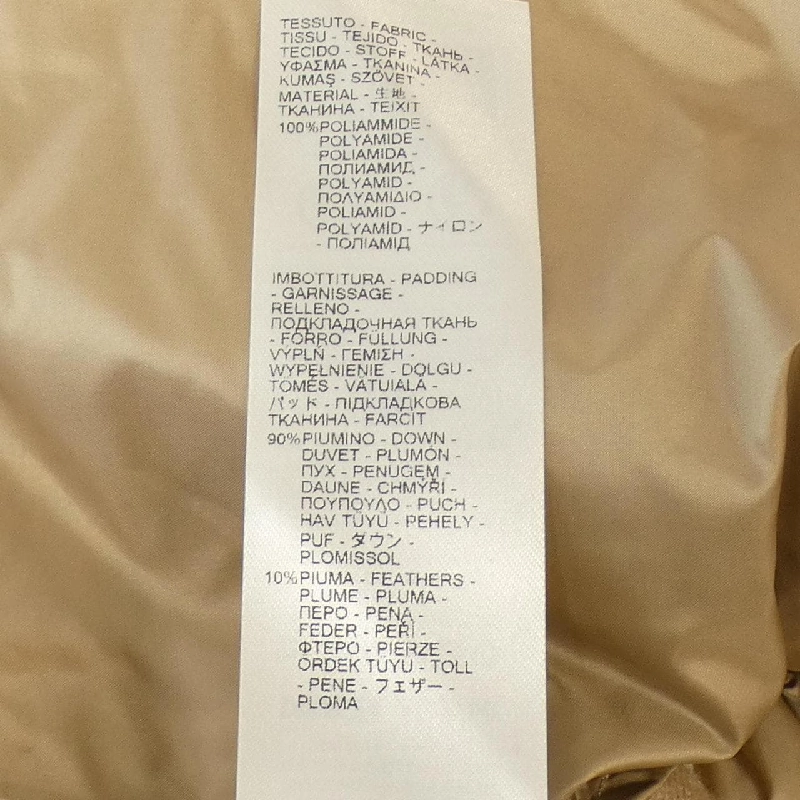 TESSUTO - FABRIC -
TISSU - TEJIDO - ТКАНЬ -
TECIDO - STOFF - LÁTKA -
ΥΦΑΣΜΑ - TKANINA -
KUMAŞ - SZÖVET -
MATERIAL - 生地 -
ТКАНИНА - TEIXIT
100%POLIAMMIDE -
POLYAMIDE -
POLIAMIDA -
ПОЛИАМИД -
POLYAMID -
ΠΟΛΥΑΜΙΔΙΟ -
POLIAMID -
POLYAMID - ナイロン
- ПОЛІАМІД
IMBOTTITURA - PADDING
- GARNISSAGE -
RELLENO -
ПОДКЛАДОЧНАЯ ТКАНЬ
- FORRO - FÜLLUNG -
VÝPLŇ - ΓΕΜΙΣΗ -
WYPEŁNIENIE - DOLGU -
TÖMÉS - VATUIALA -
パッド - ПІДКЛАДКОВА
ТКАНИНА - FARCIT
90%PIUMINO - DOWN -
DUVET - PLUMÓN -
ПУХ - PENUGEM -
DAUNE - CHMÝŘÍ -
ΠΟΥΠΟΥΛΟ - PUCH -
HAV TÜYÜ - PEHELY -
PUF - ダウン -
PLOMISSOL
10%PIUMA - FEATHERS -
PLUME - PLUMA -
ПЕРО - PENA -
FEDER - PEŘÍ -
ΦΤΕΡΟ - PIERZE -
ÖRDEK TÜYÜ - TOLL
- PENE - フェザー -
PLOMA